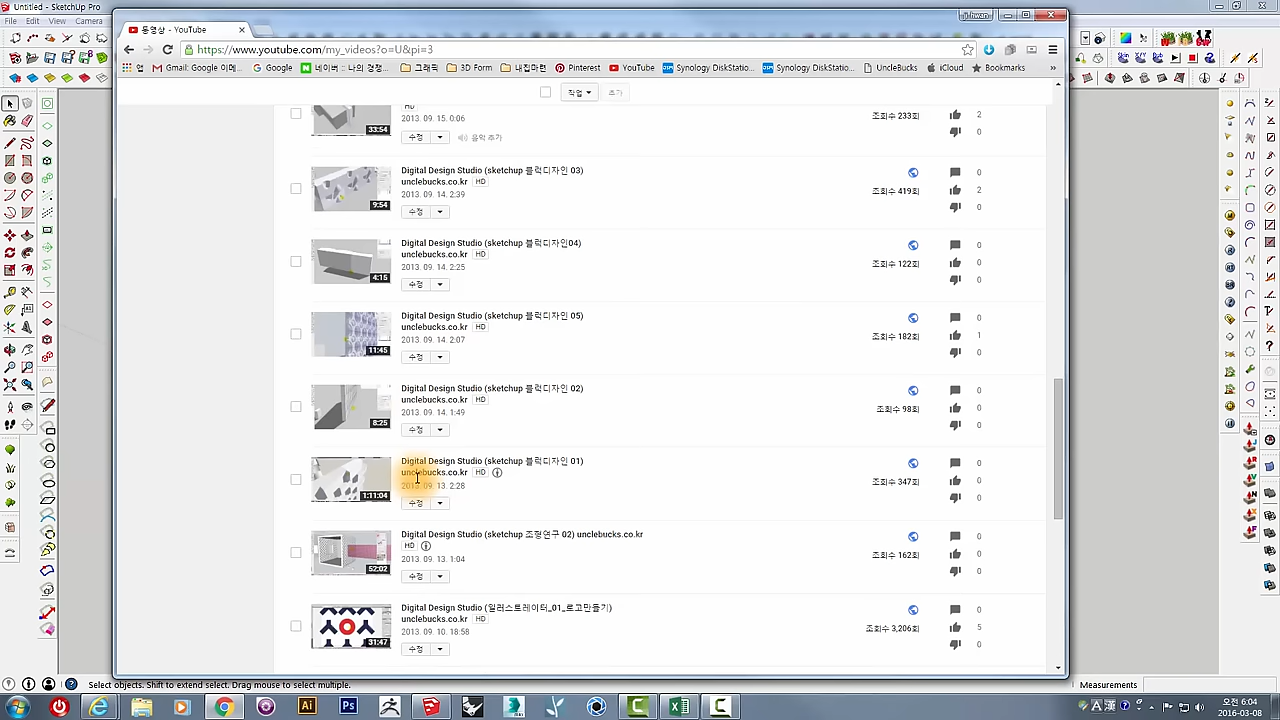 Untitled - SketchUp Pro
File Edit View Camera
동영상 - YouTube
jihwan
https://www.youtube.com/my_videos?o=U&pi=3
앱 Gmail: Google 이메... Google 그래픽 3D Form 내집마련 Pinterest YouTube Synology DiskStatio... Synology DiskStatio... UncleBucks iCloud Bookmarks »
작업 추가
HD
33:54
2013. 09. 15. 0:06
수정 음악 추가
조회수 233회
2
0
Digital Design Studio (sketchup 블럭디자인 03)
unclebucks.co.kr HD
2013. 09. 14. 2:39
9:54
수정
조회수 419회
0
2
0
Digital Design Studio (sketchup 블럭디자인04)
unclebucks.co.kr HD
2013. 09. 14. 2:25
4:15
수정
조회수 122회
0
0
0
Digital Design Studio (sketchup 블럭디자인 05)
unclebucks.co.kr HD
2013. 09. 14. 2:07
11:45
수정
조회수 182회
0
1
0
Digital Design Studio (sketchup 블럭디자인 02)
unclebucks.co.kr HD
2013. 09. 14. 1:49
8:25
수정
조회수 98회
0
0
0
Digital Design Studio (sketchup 블럭디자인 01)
unclebucks.co.kr HD
2013. 09. 13. 2:28
1:11:04
수정
조회수 347회
0
0
0
Digital Design Studio (sketchup 조형연구 02) unclebucks.co.kr
HD
2013. 09. 13. 1:04
52:02
수정
조회수 162회
0
0
0
Digital Design Studio (일러스트레이터_01_로고만들기)
unclebucks.co.kr HD
2013. 09. 10. 18:58
31:47
수정
조회수 3,206회
0
5
0
Select objects. Shift to extend select. Drag mouse to select multiple.
Measurements
Ai Ps
A 漢
오전 6:04
2016-03-08